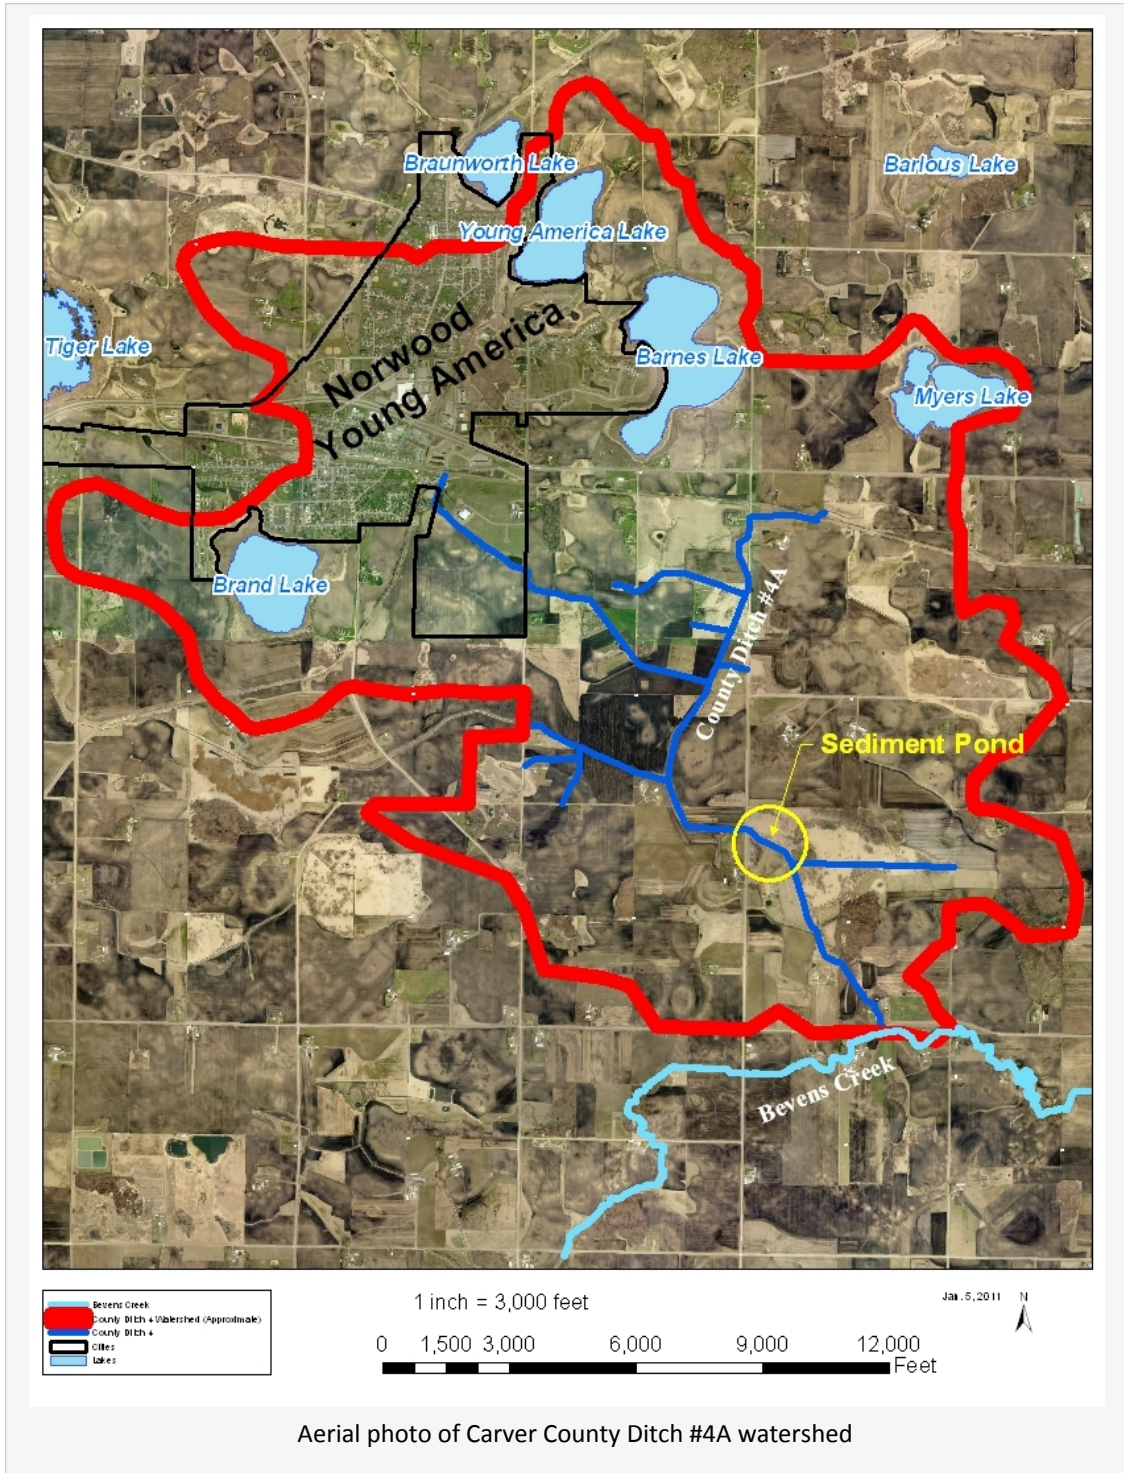 Braunworth Lake
Barlous Lake
Young America Lake
Tiger Lake
Norwood
Young America
Barnes Lake
Myers Lake
Brand Lake
County Ditch #4A
Sediment Pond
Bevens Creek
Bevens Creek
County Ditch 4 Watershed (Approximate)
County Ditch 4
Cities
Lakes
1 inch = 3,000 feet
Jan. 5, 2011 N
0 1,500 3,000 6,000 9,000 12,000
Feet
Aerial photo of Carver County Ditch #4A watershed